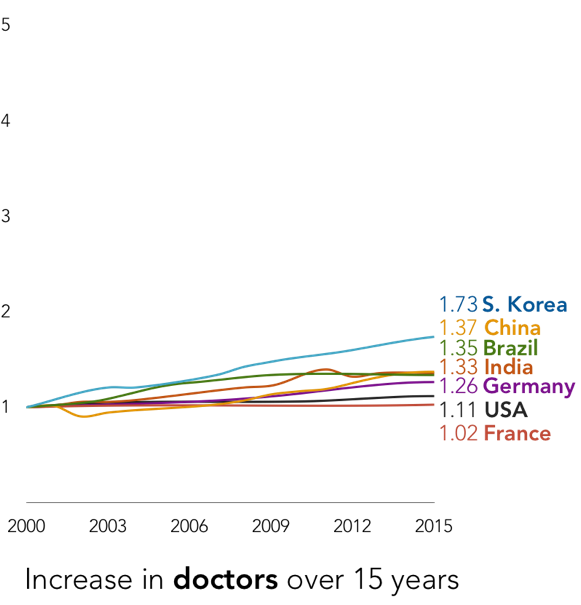 5
4
3
2
1
1.73 S. Korea
1.37 China
1.35 Brazil
1.33 India
1.26 Germany
1.11 USA
1.02 France
2000 2003 2006 2009 2012 2015
Increase in doctors over 15 years